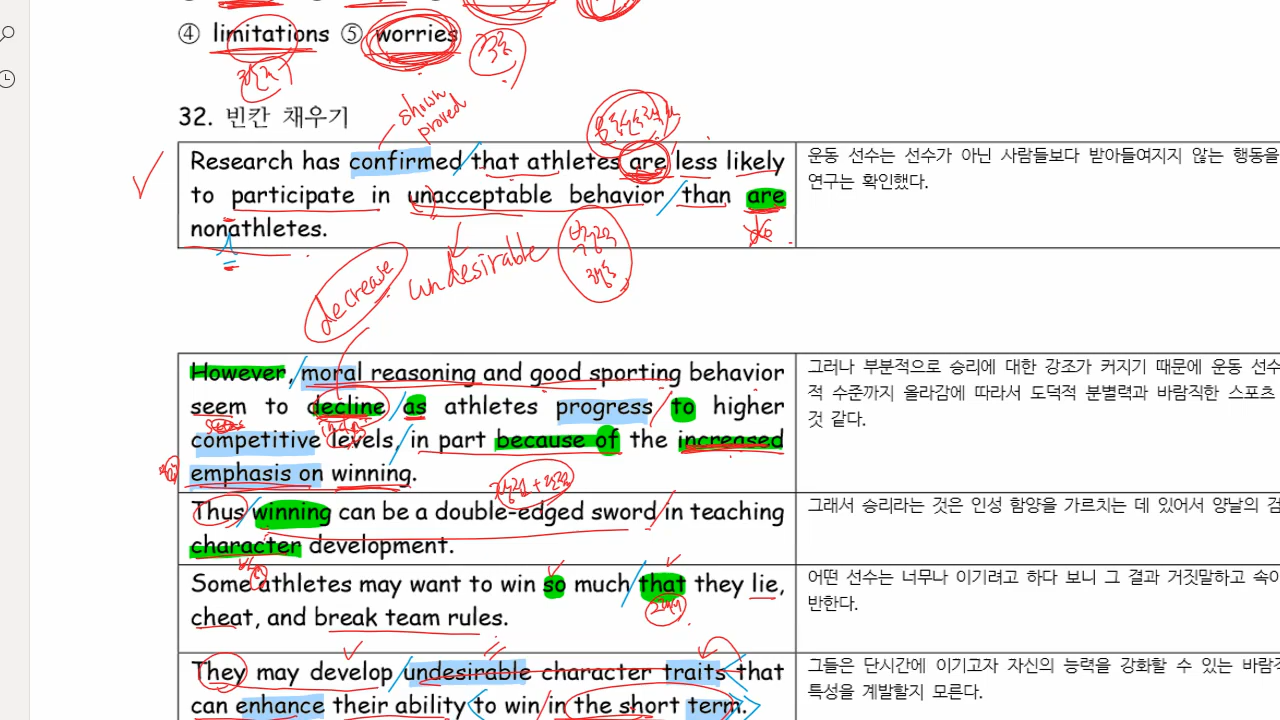 ④ limitations ⑤ worries
32. 빈칸 채우기
shown
proved
Research has confirmed that athletes are less likely
to participate in unacceptable behavior than are
nonathletes.
운동 선수는 선수가 아닌 사람들보다 받아들여지지 않는 행동을
연구는 확인했다.
do
decrease
undesirable
However, moral reasoning and good sporting behavior
seem to decline as athletes progress to higher
competitive levels, in part because of the increased
emphasis on winning.
그러나 부분적으로 승리에 대한 강조가 커지기 때문에 운동 선수
적 수준까지 올라감에 따라서 도덕적 분별력과 바람직한 스포츠
것 같다.
Thus winning can be a double-edged sword in teaching
character development.
그래서 승리라는 것은 인성 함양을 가르치는 데 있어서 양날의 검
Some athletes may want to win so much that they lie,
cheat, and break team rules.
어떤 선수는 너무나 이기려고 하다 보니 그 결과 거짓말하고 속이
반한다.
They may develop undesirable character traits that
can enhance their ability to win in the short term.
그들은 단시간에 이기고자 자신의 능력을 강화할 수 있는 바람직
특성을 계발할지 모른다.